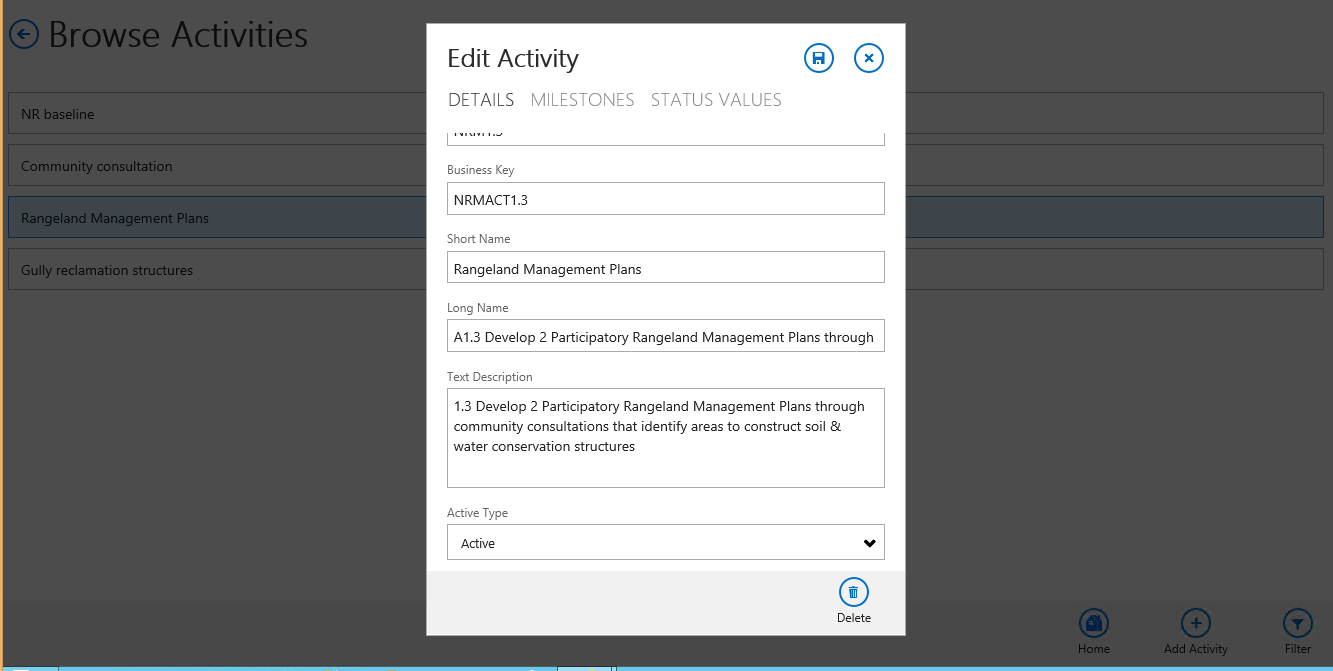 Browse Activities
NR baseline
Community consultation
Rangeland Management Plans
Gully reclamation structures
Edit Activity
DETAILS MILESTONES STATUS VALUES
NRM1.3
Business Key
NRMACT1.3
Short Name
Rangeland Management Plans
Long Name
A1.3 Develop 2 Participatory Rangeland Management Plans through
Text Description
1.3 Develop 2 Participatory Rangeland Management Plans through
community consultations that identify areas to construct soil &
water conservation structures
Active Type
Active
Delete
Home
Add Activity
Filter